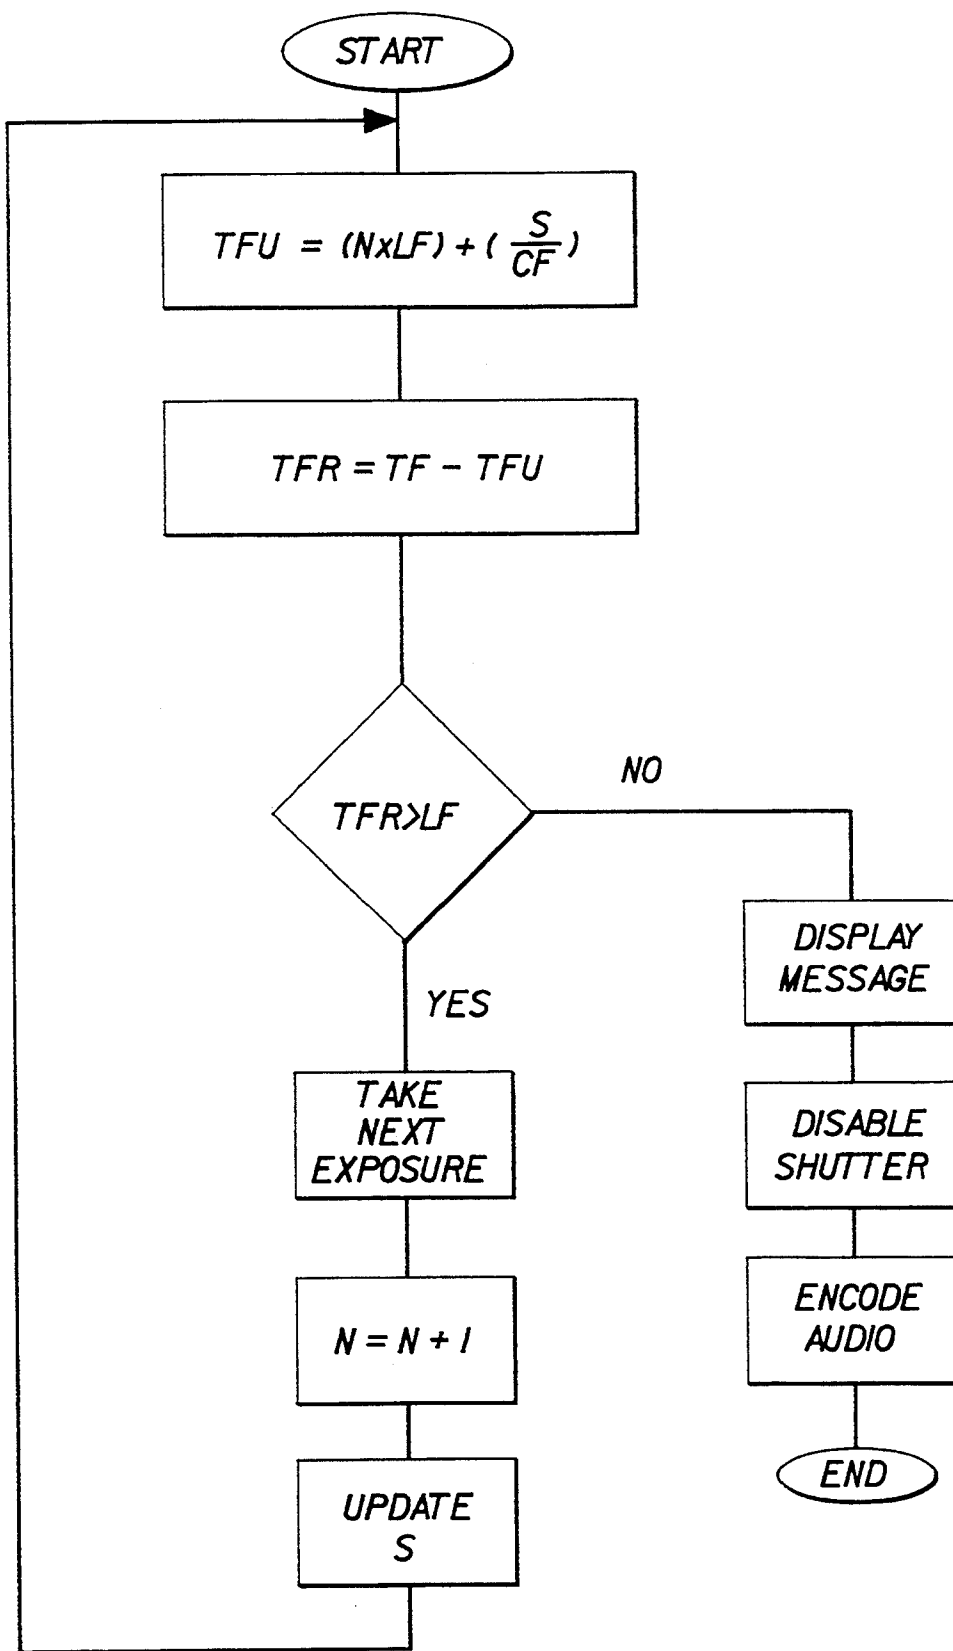 START
TFU = (NxLF) + (S/CF)
TFR = TF - TFU
TFR>LF
NO
YES
DISPLAY
MESSAGE
TAKE
NEXT
EXPOSURE
DISABLE
SHUTTER
N = N + 1
ENCODE
AUDIO
UPDATE
S
END